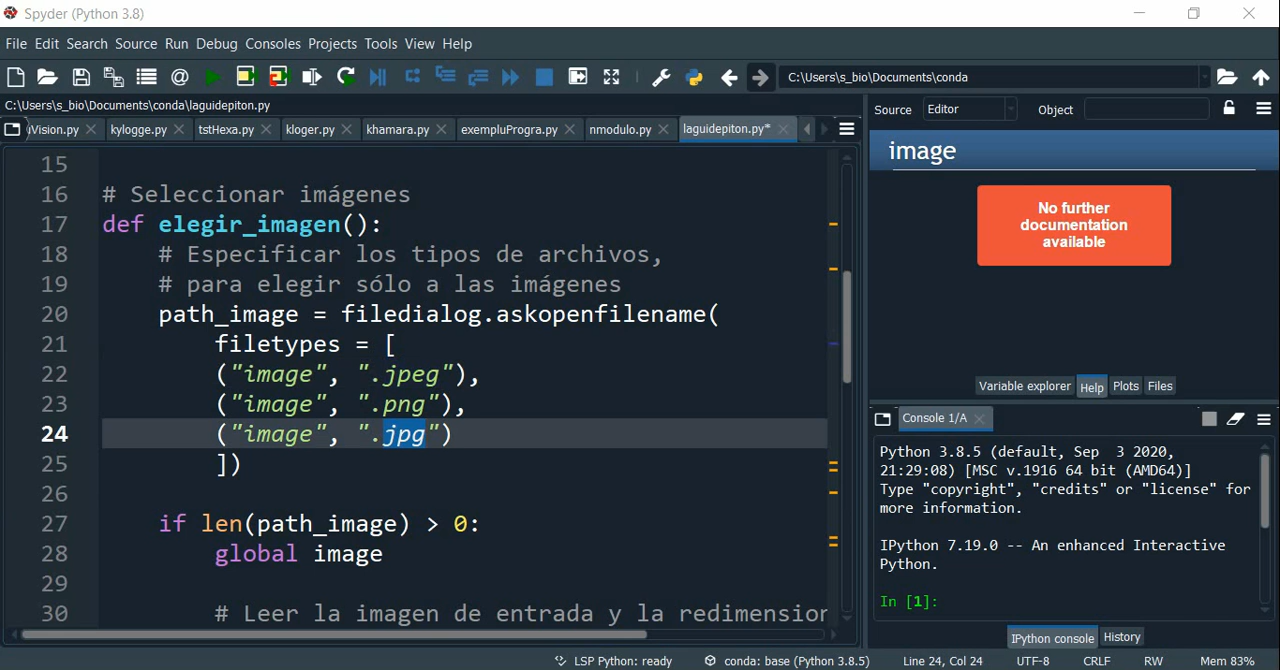 Spyder (Python 3.8)
File Edit Search Source Run Debug Consoles Projects Tools View Help
C:\Users\s_bio\Documents\conda
C:\Users\s_bio\Documents\conda\laguidepiton.py
Vision.py kylogge.py tstHexa.py kloger.py khamara.py exempluProgra.py nmodulo.py laguidepiton.py*
15
16 # Seleccionar imágenes
17 def elegir_imagen():
18 # Especificar los tipos de archivos,
19 # para elegir sólo a las imágenes
20 path_image = filedialog.askopenfilename(
21 filetypes = [
22 ("image", ".jpeg"),
23 ("image", ".png"),
24 ("image", ".jpg")
25 ])
26
27 if len(path_image) > 0:
28 global image
29
30 # Leer la imagen de entrada y la redimension
Source Editor Object
image
No further
documentation
available
Variable explorer Help Plots Files
Console 1/A
Python 3.8.5 (default, Sep 3 2020,
21:29:08) [MSC v.1916 64 bit (AMD64)]
Type "copyright", "credits" or "license" for
more information.
IPython 7.19.0 -- An enhanced Interactive
Python.
In [1]:
IPython console History
LSP Python: ready conda: base (Python 3.8.5) Line 24, Col 24 UTF-8 CRLF RW Mem 83%